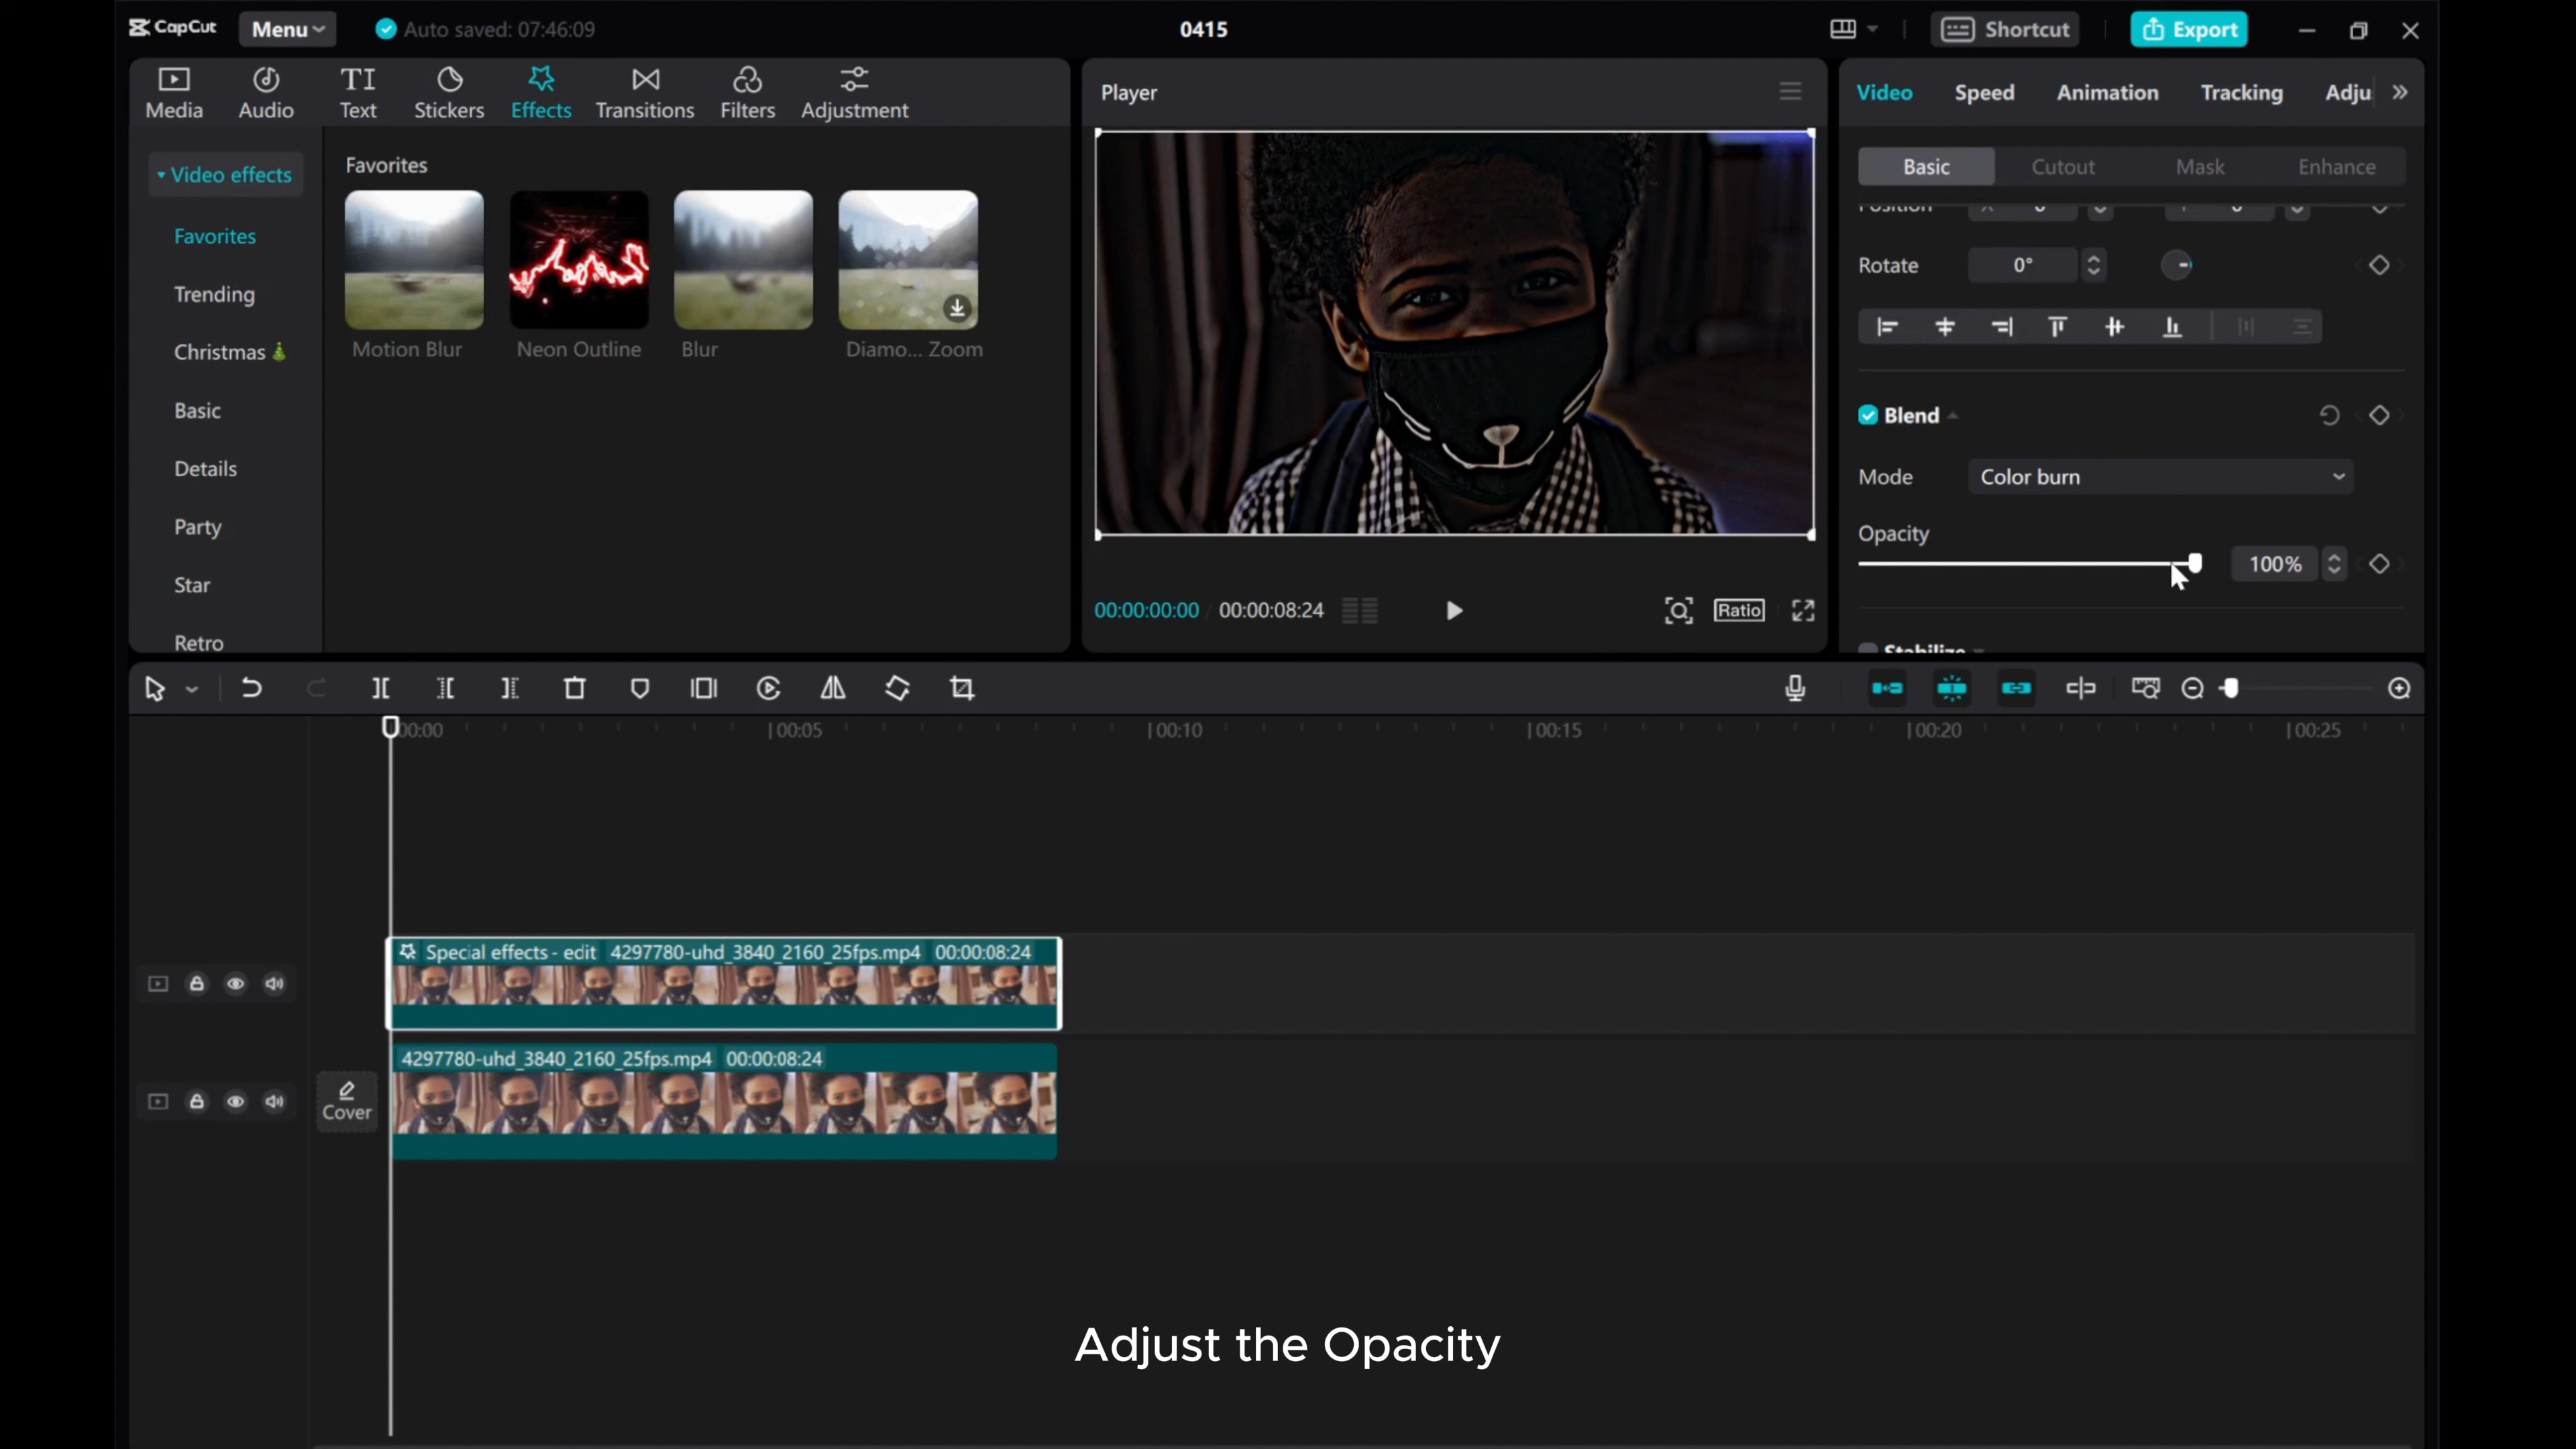 CapCut
Menu
Auto saved: 07:46:09
0415
Shortcut
Export
Media
Audio
TI
Text
Stickers
Effects
Transitions
Filters
Adjustment
Video effects
Favorites
Trending
Christmas
Basic
Details
Party
Star
Retro
Favorites
Motion Blur
Neon Outline
Blur
Diamo... Zoom
Player
00:00:00:00
00:00:08:24
Ratio
Video
Speed
Animation
Tracking
Adju
Basic
Cutout
Mask
Enhance
Position X 0 Y 0
Rotate
0°
Blend
Mode
Color burn
Opacity
100%
Stabilize
00:00
00:05
00:10
00:15
00:20
00:25
Special effects - edit 4297780-uhd_3840_2160_25fps.mp4 00:00:08:24
4297780-uhd_3840_2160_25fps.mp4 00:00:08:24
Cover
Adjust the Opacity